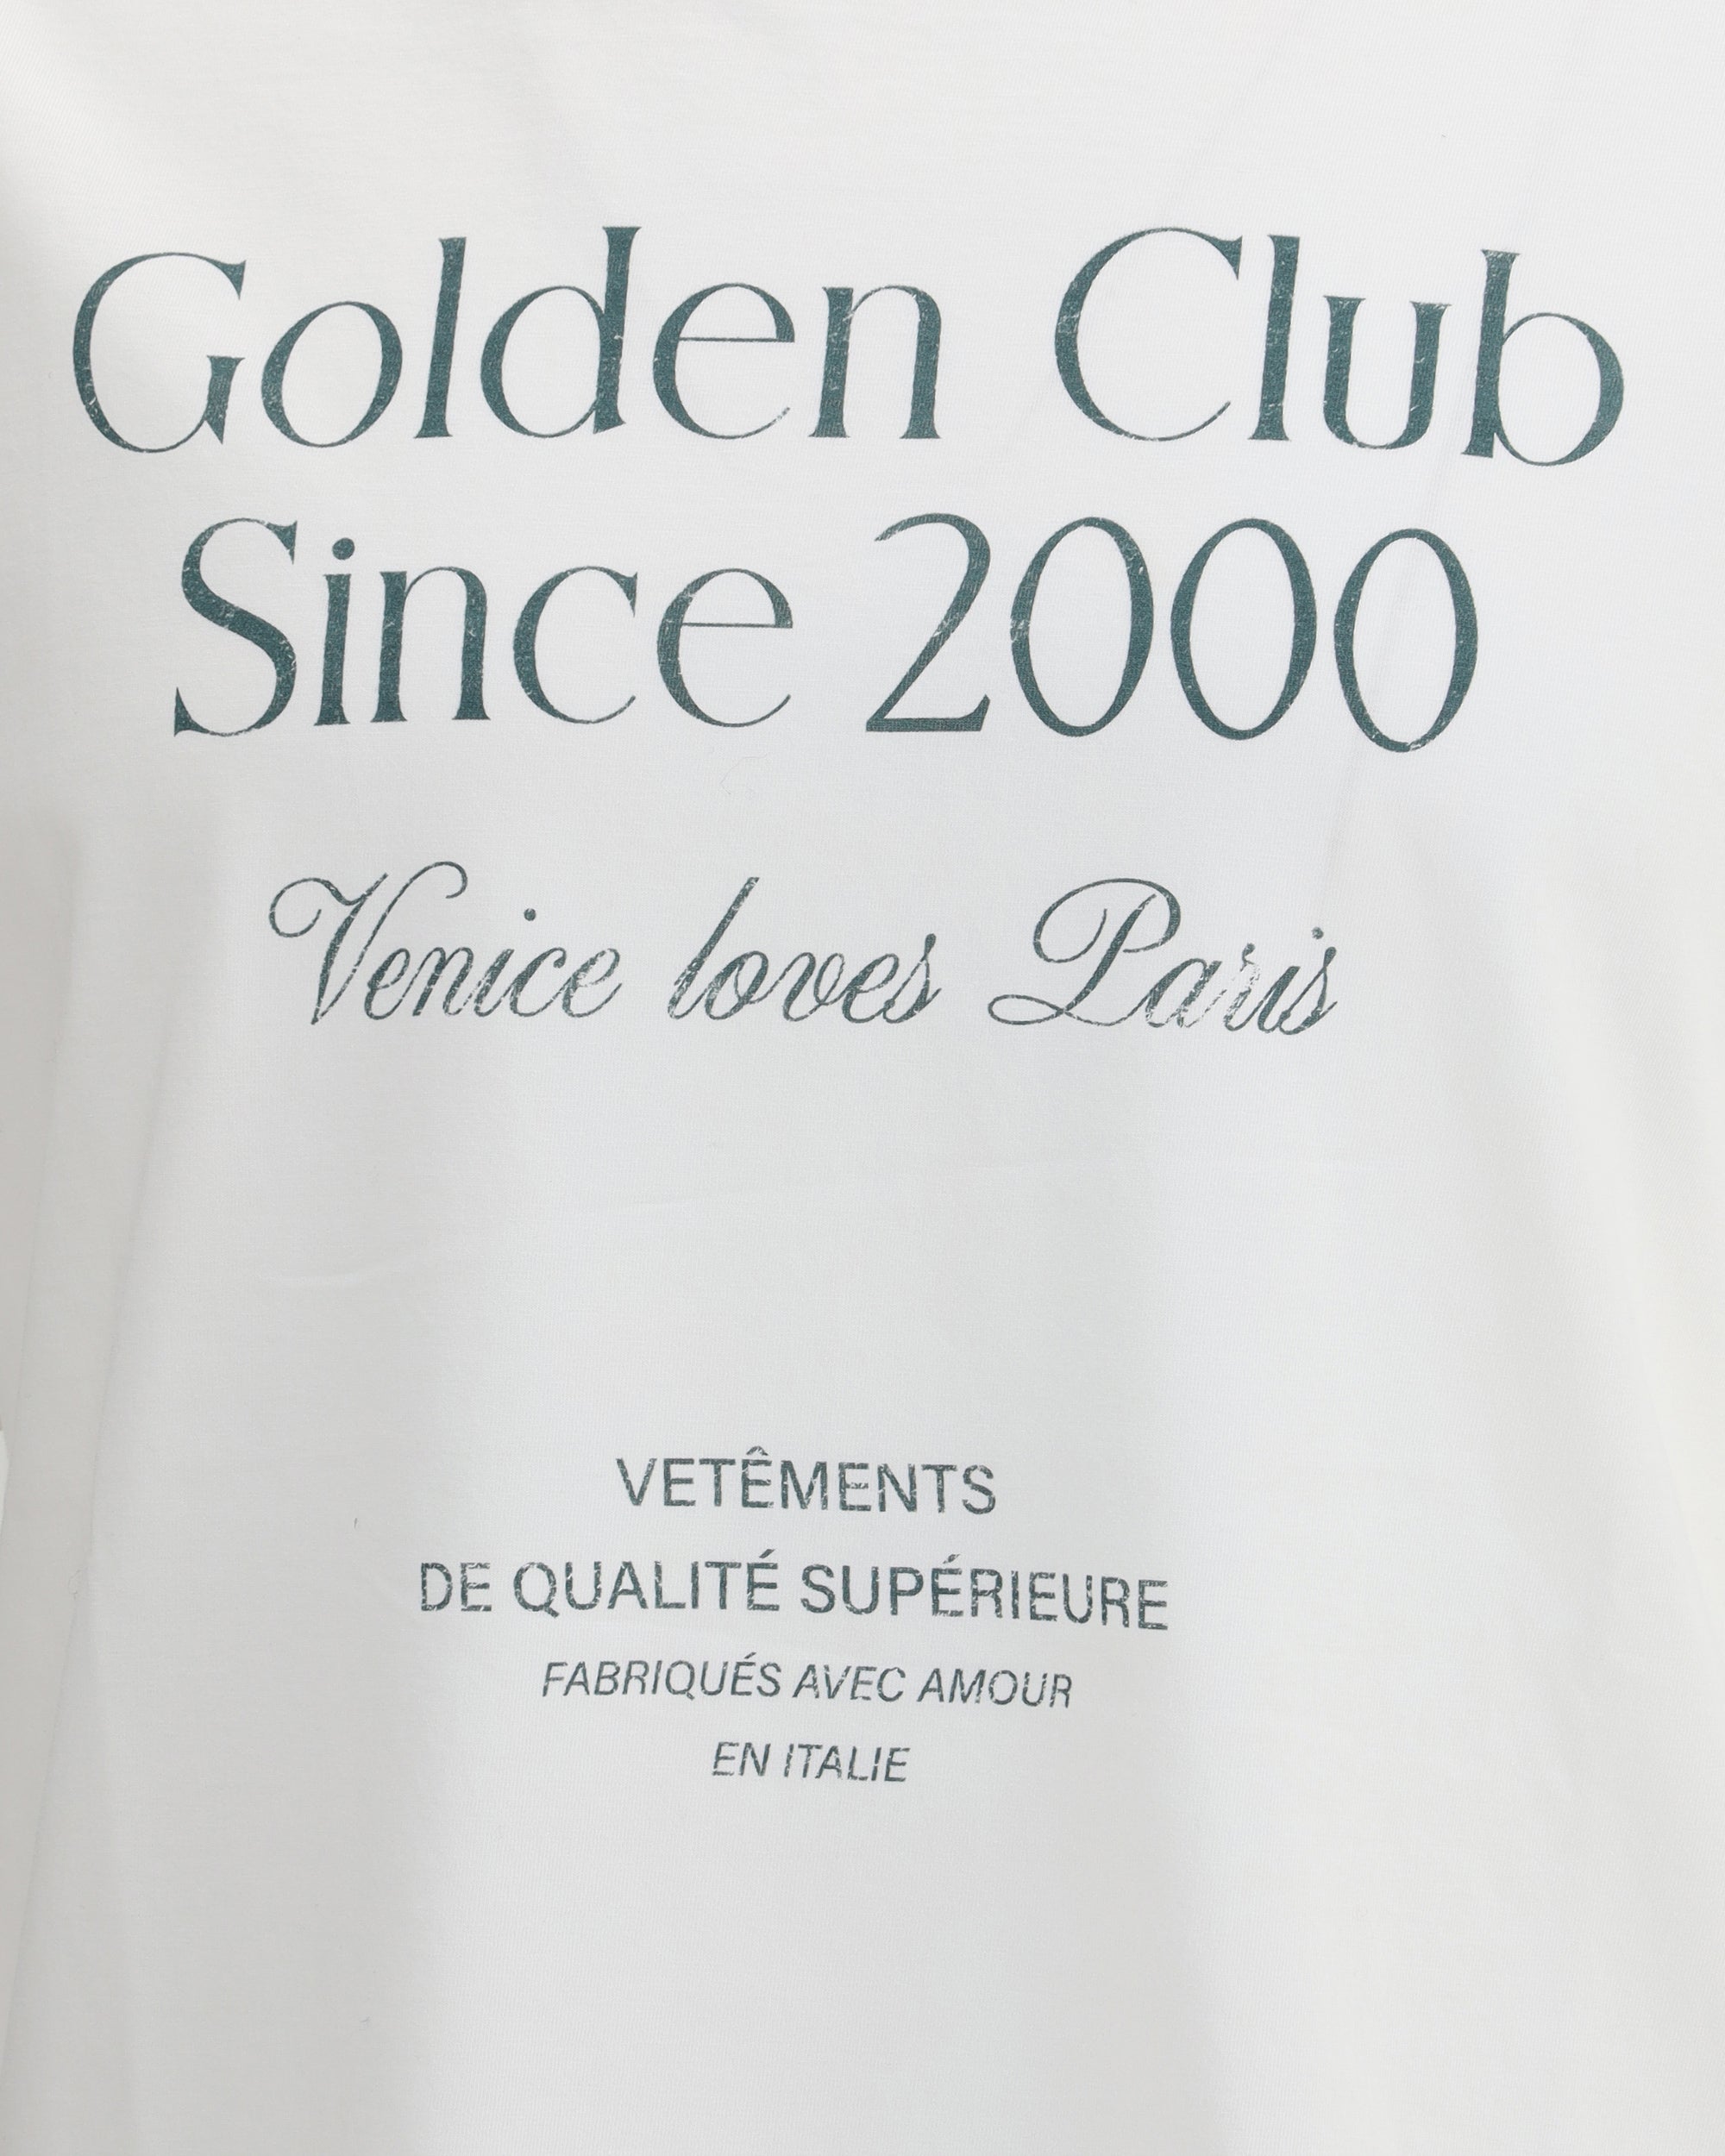 Golden Club
Since 2000
Venice loves Paris
VETÊMENTS
DE QUALITÉ SUPÉRIEURE
FABRIQUÉS AVEC AMOUR
EN ITALIE